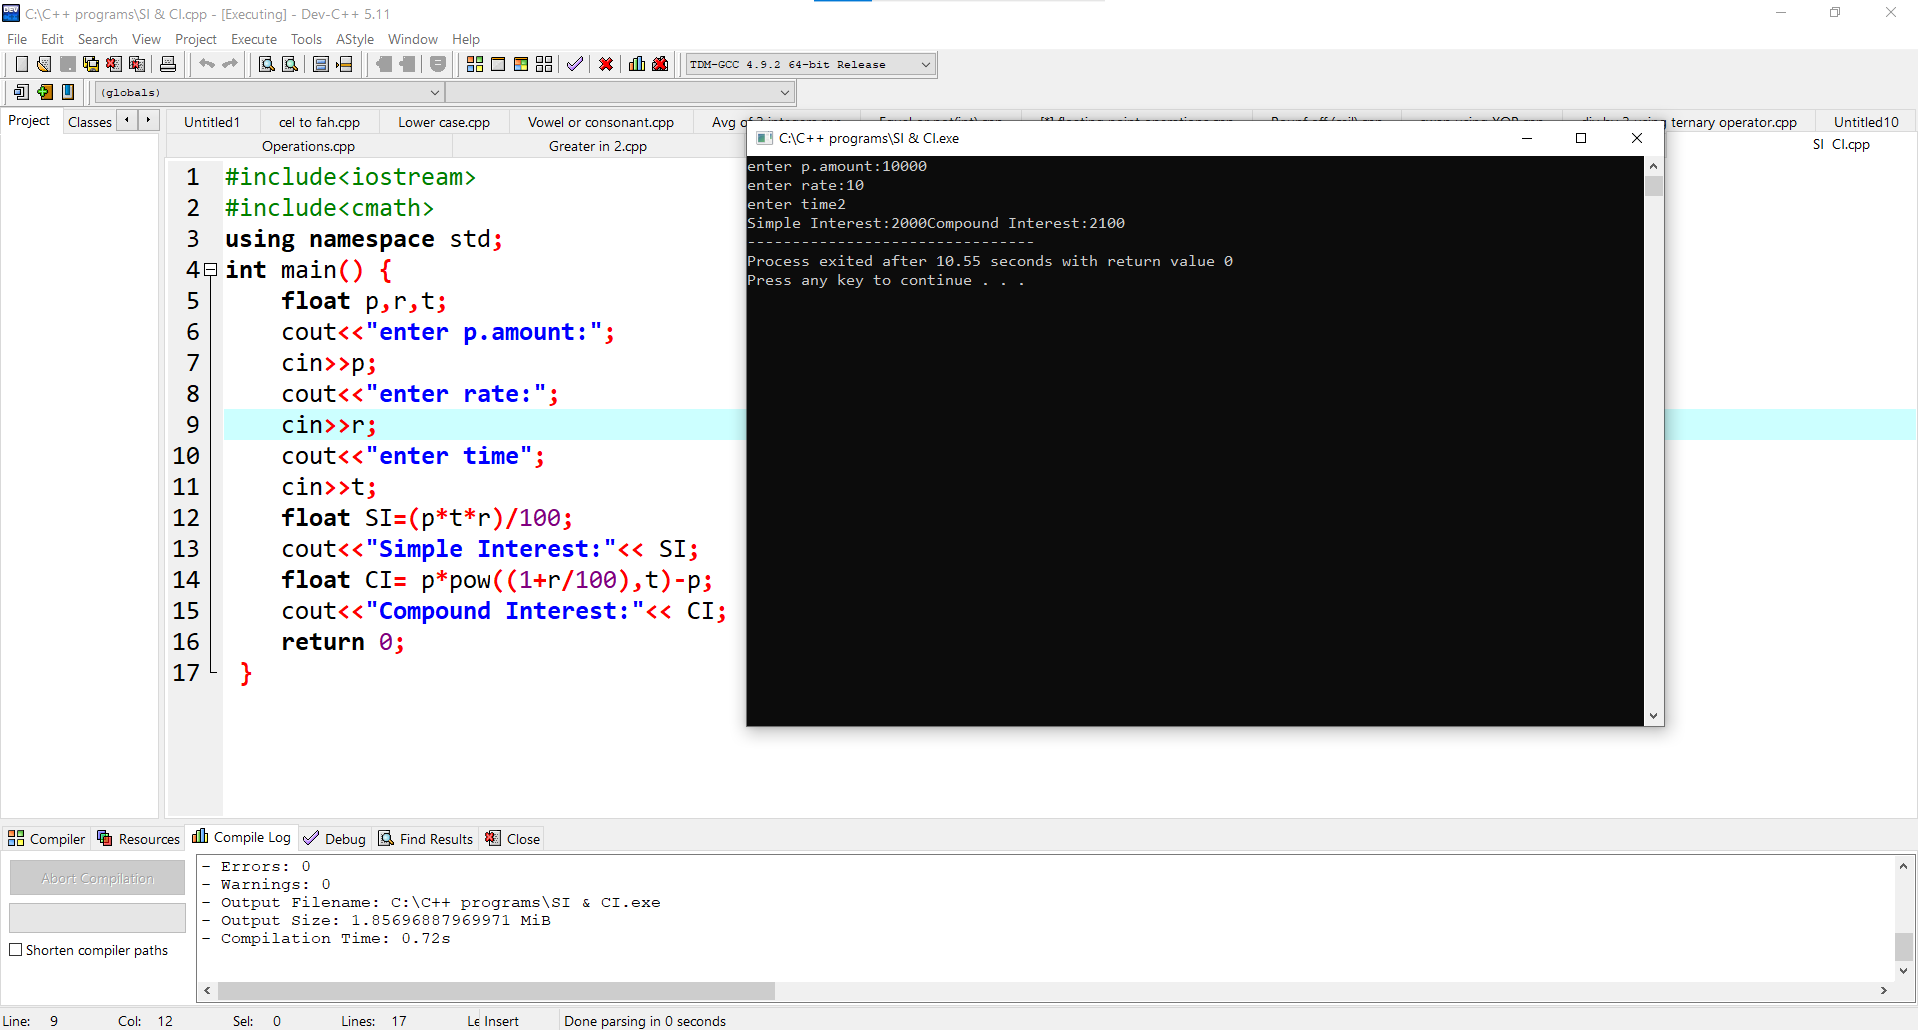 C:\C++ programs\SI & CI.cpp - [Executing] - Dev-C++ 5.11
File Edit Search View Project Execute Tools AStyle Window Help
TDM-GCC 4.9.2 64-bit Release
(globals)
Project Classes
Untitled1 cel to fah.cpp Lower case.cpp Vowel or consonant.cpp Avg ternary operator.cpp Untitled10
Operations.cpp Greater in 2.cpp SI CI.cpp
1 #include<iostream>
2 #include<cmath>
3 using namespace std;
4 int main() {
5 float p,r,t;
6 cout<<"enter p.amount:";
7 cin>>p;
8 cout<<"enter rate:";
9 cin>>r;
10 cout<<"enter time";
11 cin>>t;
12 float SI=(p*t*r)/100;
13 cout<<"Simple Interest:"<< SI;
14 float CI= p*pow((1+r/100),t)-p;
15 cout<<"Compound Interest:"<< CI;
16 return 0;
17 }
C:\C++ programs\SI & CI.exe
enter p.amount:10000
enter rate:10
enter time2
Simple Interest:2000Compound Interest:2100
--------------------------------
Process exited after 10.55 seconds with return value 0
Press any key to continue . . .
Compiler Resources Compile Log Debug Find Results Close
Abort Compilation
Shorten compiler paths
- Errors: 0
- Warnings: 0
- Output Filename: C:\C++ programs\SI & CI.exe
- Output Size: 1.85696887969971 MiB
- Compilation Time: 0.72s
Line: 9 Col: 12 Sel: 0 Lines: 17 Le Insert Done parsing in 0 seconds